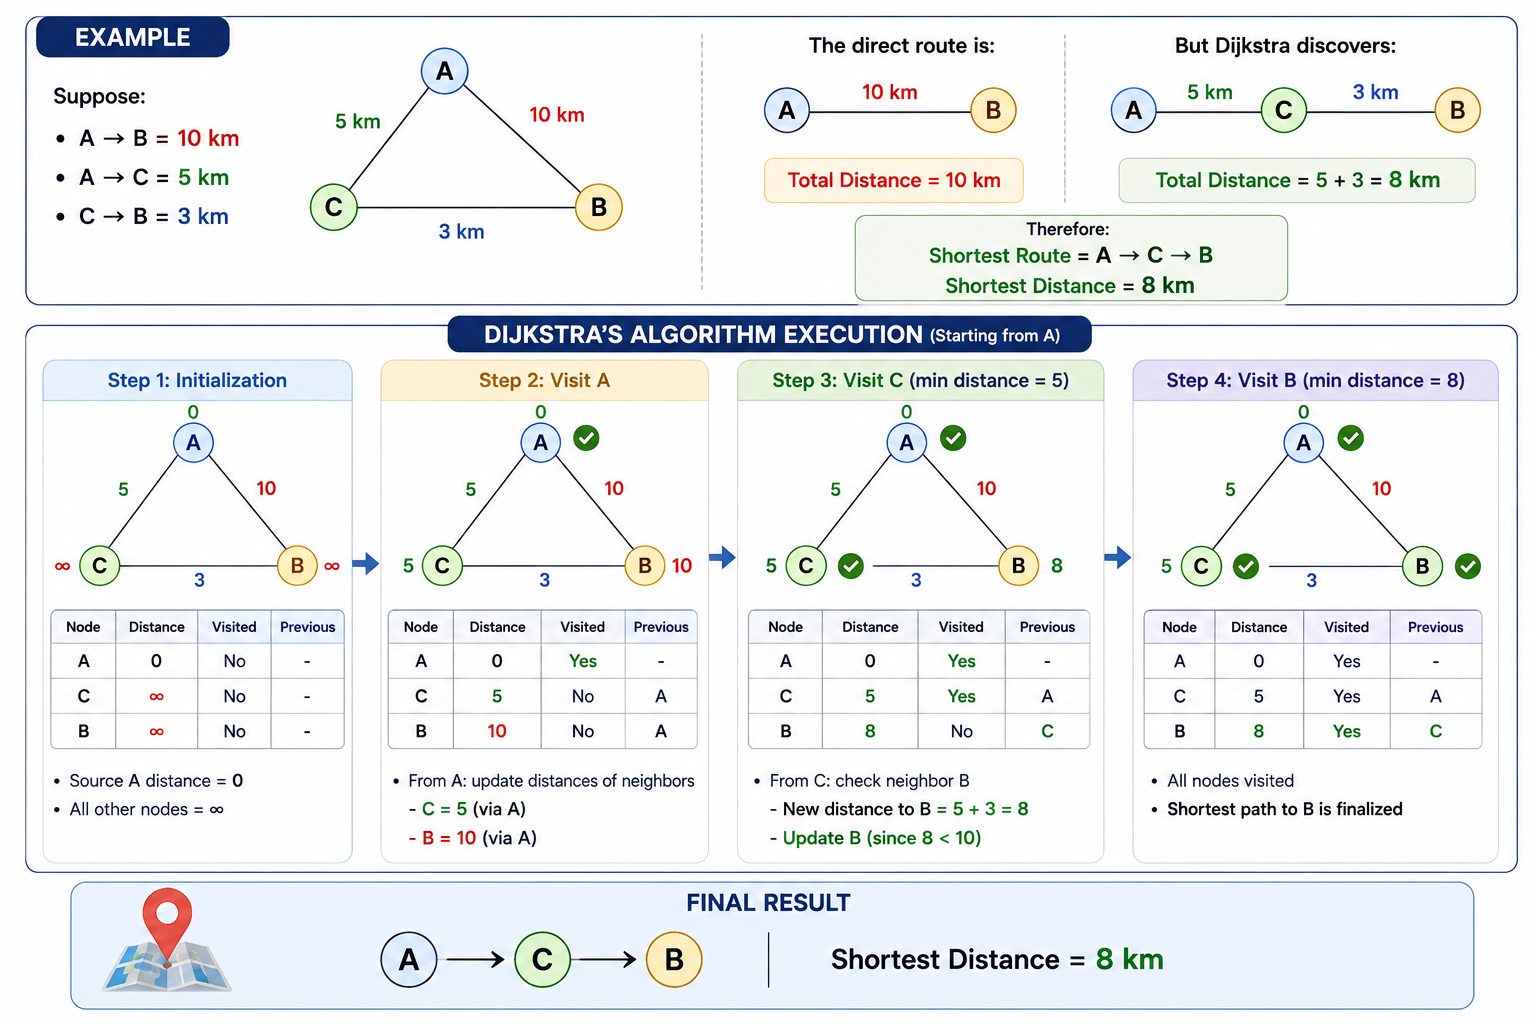 EXAMPLE
Suppose:
• A → B = 10 km
• A → C = 5 km
• C → B = 3 km
A
5 km
10 km
C
B
3 km
The direct route is:
A
10 km
B
Total Distance = 10 km
But Dijkstra discovers:
A
5 km
C
3 km
B
Total Distance = 5 + 3 = 8 km
Therefore:
Shortest Route = A → C → B
Shortest Distance = 8 km
DIJKSTRA'S ALGORITHM EXECUTION (Starting from A)
Step 1: Initialization
0
A
5
10
∞ C
B ∞
3
Node Distance Visited Previous
A 0 No -
C ∞ No -
B ∞ No -
• Source A distance = 0
• All other nodes = ∞
Step 2: Visit A
0
A
5
10
5 C
B 10
3
Node Distance Visited Previous
A 0 Yes -
C 5 No A
B 10 No A
• From A: update distances of neighbors
- C = 5 (via A)
- B = 10 (via A)
Step 3: Visit C (min distance = 5)
0
A
5
10
5 C
B 8
3
Node Distance Visited Previous
A 0 Yes -
C 5 Yes A
B 8 No C
• From C: check neighbor B
- New distance to B = 5 + 3 = 8
- Update B (since 8 < 10)
Step 4: Visit B (min distance = 8)
0
A
5
10
5 C
B
3
Node Distance Visited Previous
A 0 Yes -
C 5 Yes A
B 8 Yes C
• All nodes visited
• Shortest path to B is finalized
FINAL RESULT
A → C → B
Shortest Distance = 8 km